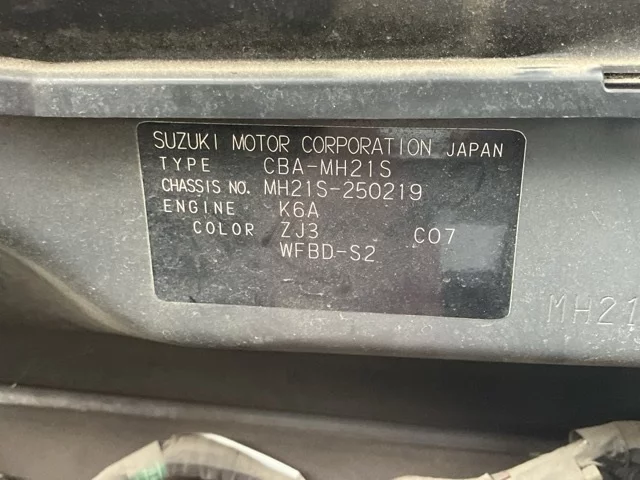 SUZUKI MOTOR CORPORATION JAPAN
TYPE CBA-MH21S
CHASSIS NO. MH21S-250219
ENGINE K6A
COLOR ZJ3 C07
WFBD-S2
MH21